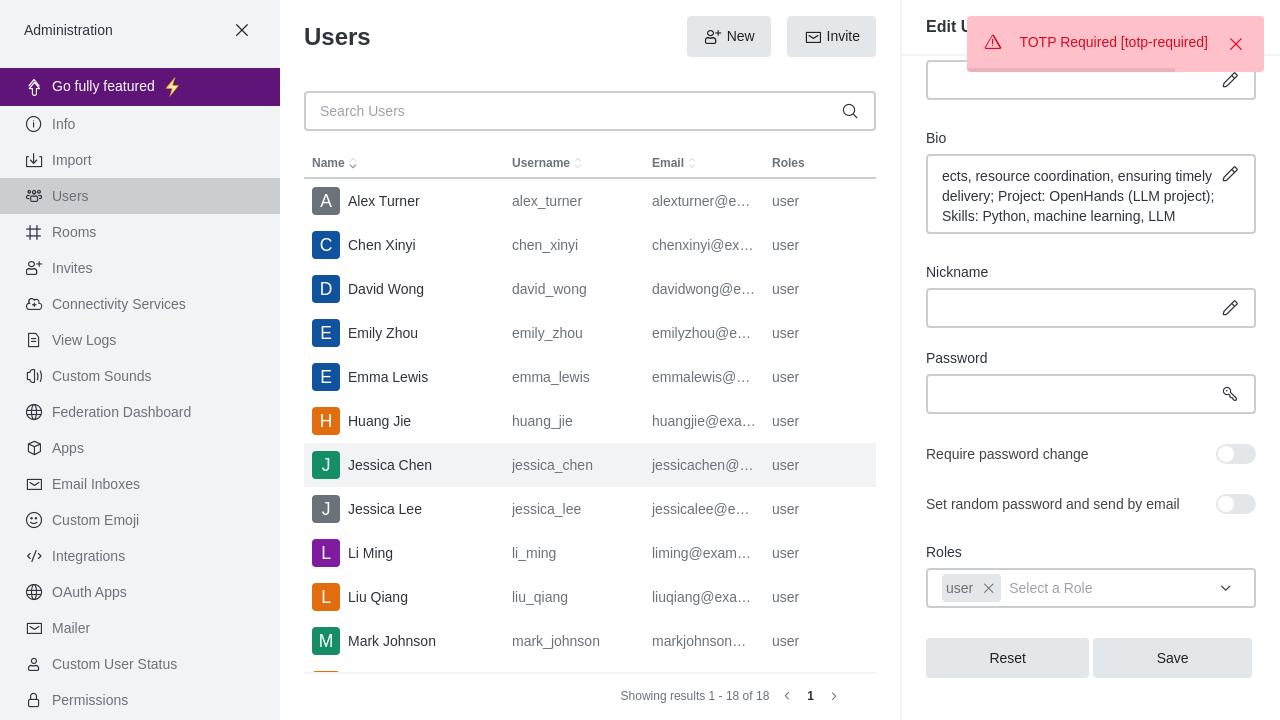 Administration
Go fully featured
Info
Import
Users
Rooms
Invites
Connectivity Services
View Logs
Custom Sounds
Federation Dashboard
Apps
Email Inboxes
Custom Emoji
Integrations
OAuth Apps
Mailer
Custom User Status
Permissions
Users
New
Invite
Search Users
Name Username Email Roles
A Alex Turner alex_turner alexturner@e… user
C Chen Xinyi chen_xinyi chenxinyi@ex… user
D David Wong david_wong davidwong@e… user
E Emily Zhou emily_zhou emilyzhou@e… user
E Emma Lewis emma_lewis emmalewis@… user
H Huang Jie huang_jie huangjie@exa… user
J Jessica Chen jessica_chen jessicachen@… user
J Jessica Lee jessica_lee jessicalee@e… user
L Li Ming li_ming liming@exam… user
L Liu Qiang liu_qiang liuqiang@exa… user
M Mark Johnson mark_johnson markjohnson… user
Showing results 1 - 18 of 18 1
Edit U
TOTP Required [totp-required]
Bio
ects, resource coordination, ensuring timely
delivery; Project: OpenHands (LLM project);
Skills: Python, machine learning, LLM
Nickname
Password
Require password change
Set random password and send by email
Roles
user Select a Role
Reset Save